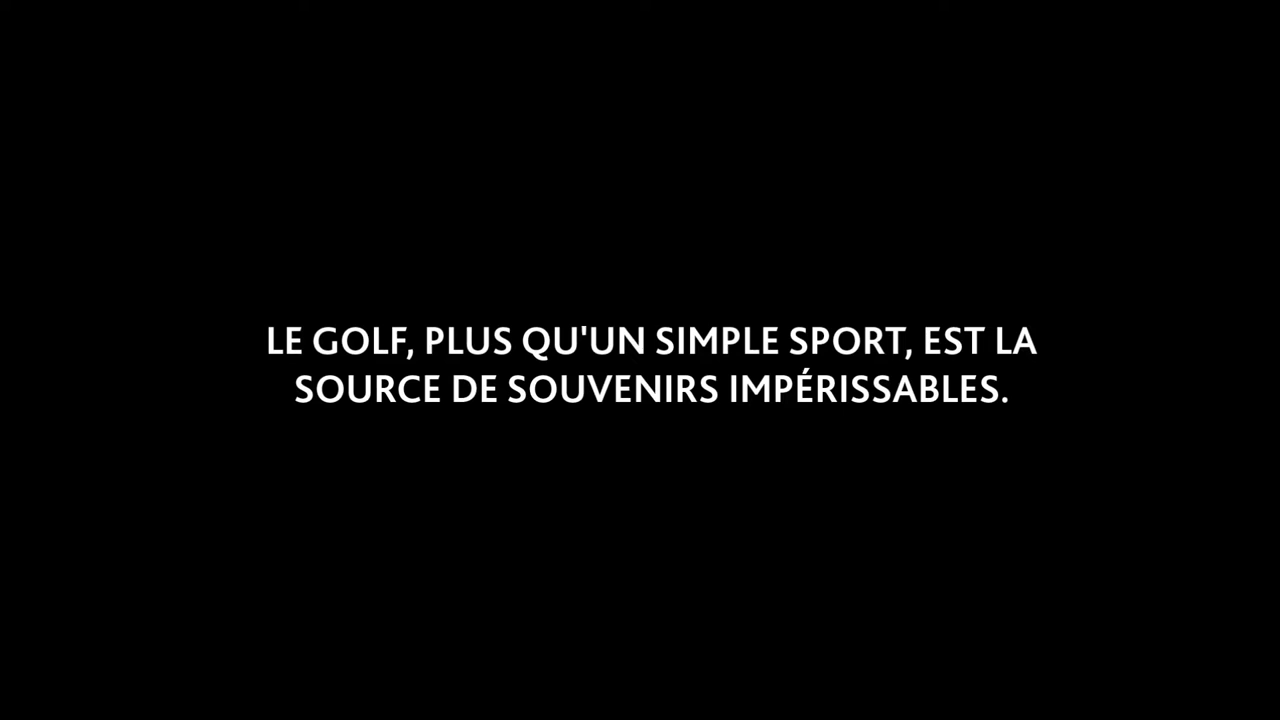 LE GOLF, PLUS QU'UN SIMPLE SPORT, EST LA
SOURCE DE SOUVENIRS IMPÉRISSABLES.